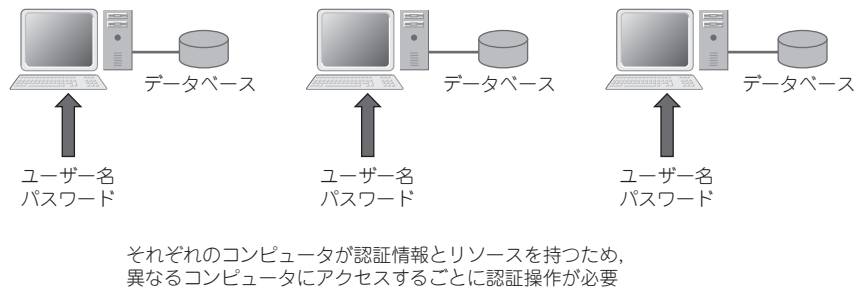 データベース
データベース
データベース
ユーザー名
パスワード
ユーザー名
パスワード
ユーザー名
パスワード
それぞれのコンピュータが認証情報とリソースを持つため，
異なるコンピュータにアクセスするごとに認証操作が必要